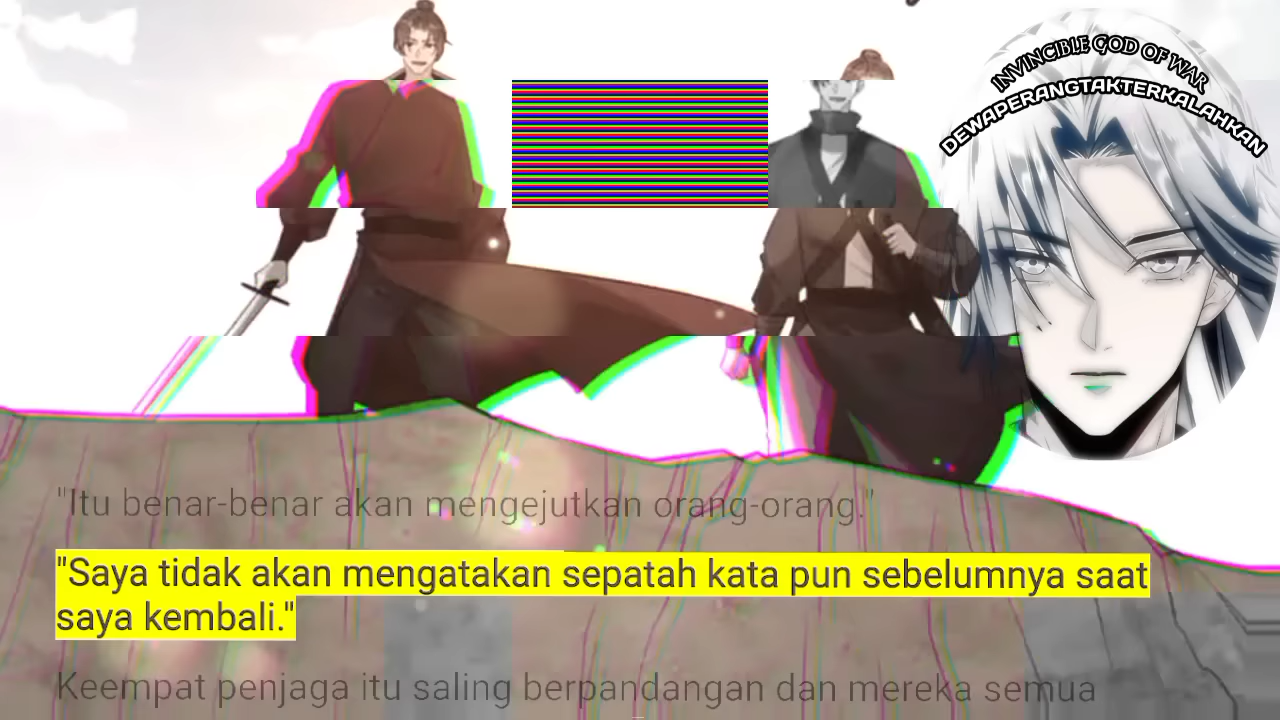 INVINCIBLE GOD OF WAR
DEWAPERANGTAKTERKALAHKAN
"Itu benar-benar akan mengejutkan orang-orang."
"Saya tidak akan mengatakan sepatah kata pun sebelumnya saat
saya kembali."
Keempat penjaga itu saling berpandangan dan mereka semua